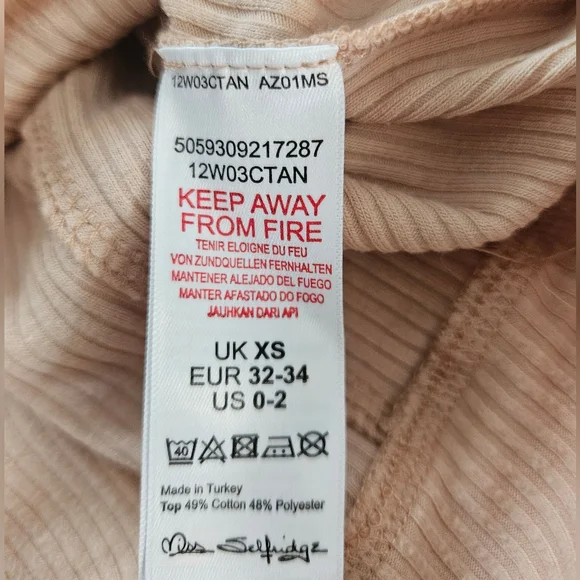 12W03CTAN AZ01MS
5059309217287
12W03CTAN
KEEP AWAY
FROM FIRE
TENIR ELOIGNE DU FEU
VON ZUNDQUELLEN FERNHALTEN
MANTENER ALEJADO DEL FUEGO
MANTER AFASTADO DO FOGO
JAUHKAN DARI API
UK XS
EUR 32-34
US 0-2
40
Made in Turkey
Top 49% Cotton 48% Polyester
Miss Selfridge